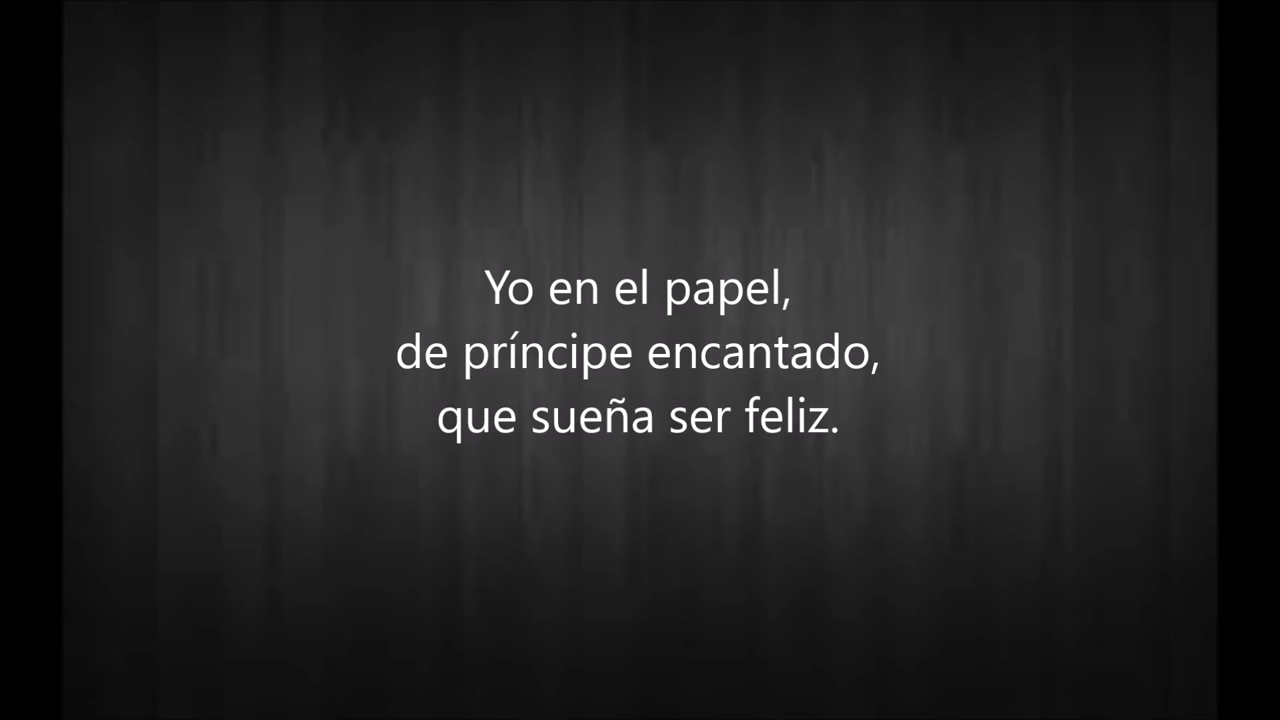 Yo en el papel,
de príncipe encantado,
que sueña ser feliz.